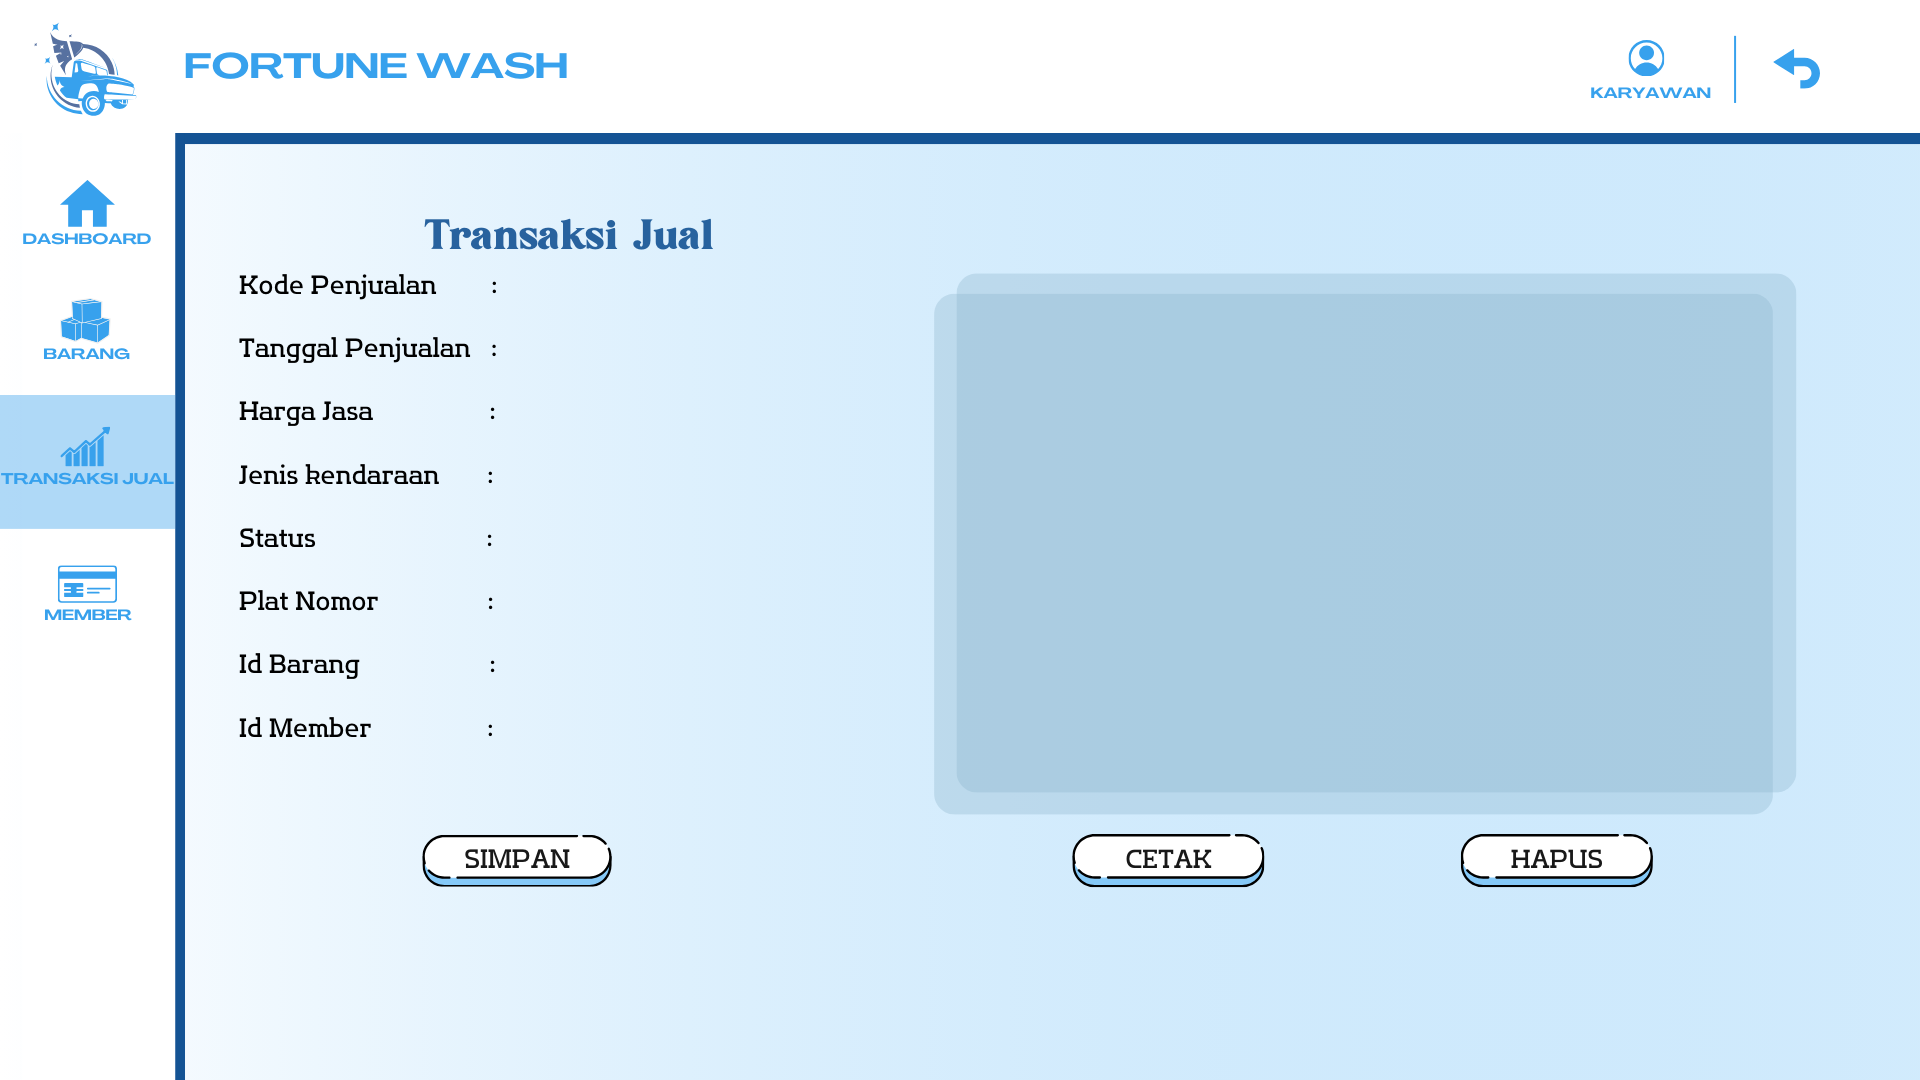 FORTUNE WASH
KARYAWAN
DASHBOARD
BARANG
TRANSAKSI JUAL
MEMBER
Transaksi Jual
Kode Penjualan :
Tanggal Penjualan :
Harga Jasa :
Jenis kendaraan :
Status :
Plat Nomor :
Id Barang :
Id Member :
SIMPAN
CETAK
HAPUS